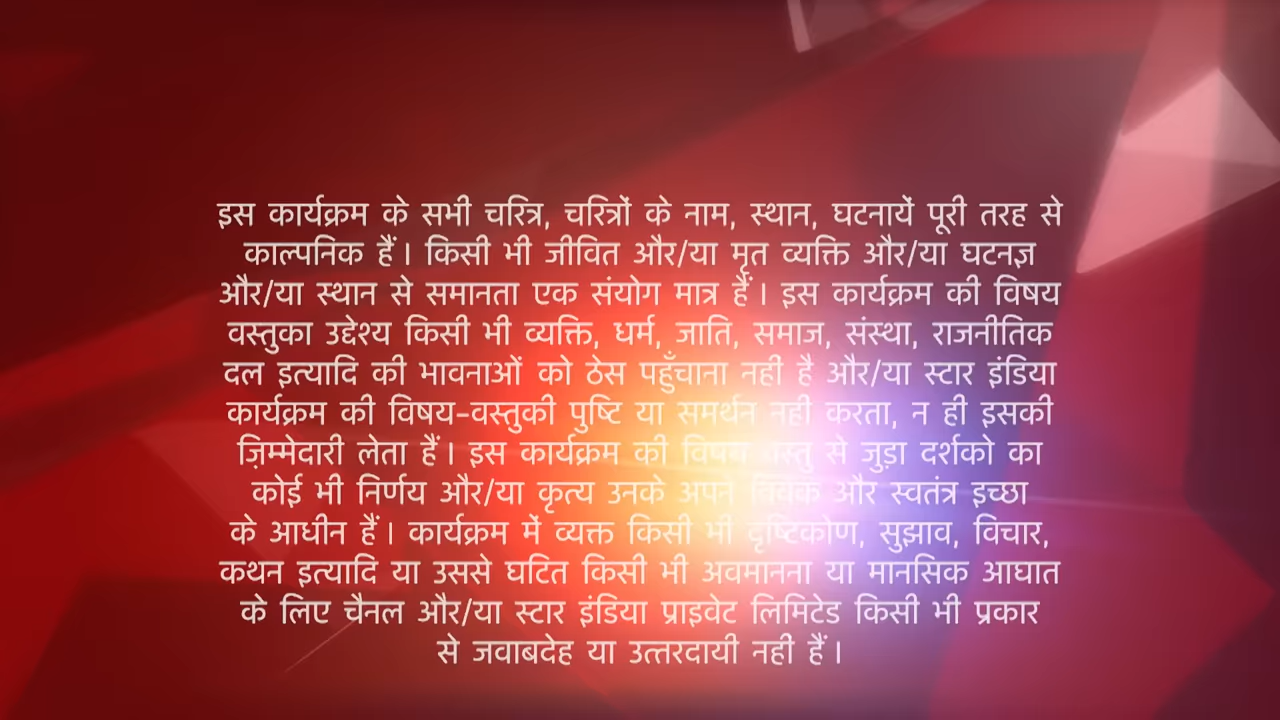 इस कार्यक्रम के सभी चरित्र, चरित्रों के नाम, स्थान, घटनायें पूरी तरह से
काल्पनिक हैं। किसी भी जीवित और/या मृत व्यक्ति और/या घटनज्ञ
और/या स्थान से समानता एक संयोग मात्र हैं। इस कार्यक्रम की विषय
वस्तुका उद्देश्य किसी भी व्यक्ति, धर्म, जाति, समाज, संस्था, राजनीतिक
दल इत्यादि की भावनाओं को ठेस पहुँचाना नही है और/या स्टार इंडिया
कार्यक्रम की विषय-वस्तुकी पुष्टि या समर्थन नही करता, न ही इसकी
ज़िम्मेदारी लेता हैं। इस कार्यक्रम की विषय वस्तु से जुड़ा दर्शको का
कोई भी निर्णय और/या कृत्य उनके अपने विवेक और स्वतंत्र इच्छा
के आधीन हैं। कार्यक्रम में व्यक्त किसी भी दृष्टिकोण, सुझाव, विचार,
कथन इत्यादि या उससे घटित किसी भी अवमानना या मानसिक आघात
के लिए चैनल और/या स्टार इंडिया प्राइवेट लिमिटेड किसी भी प्रकार
से जवाबदेह या उत्तरदायी नही हैं।